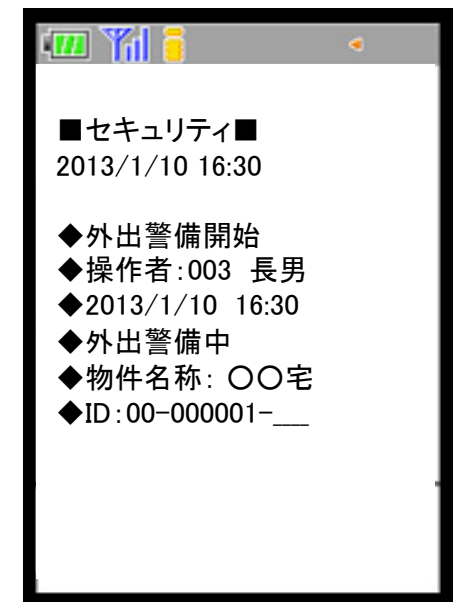 ■セキュリティ■
2013/1/10 16:30
◆外出警備開始
◆操作者:003 長男
◆2013/1/10 16:30
◆外出警備中
◆物件名称: 〇〇宅
◆ID:00-000001-___